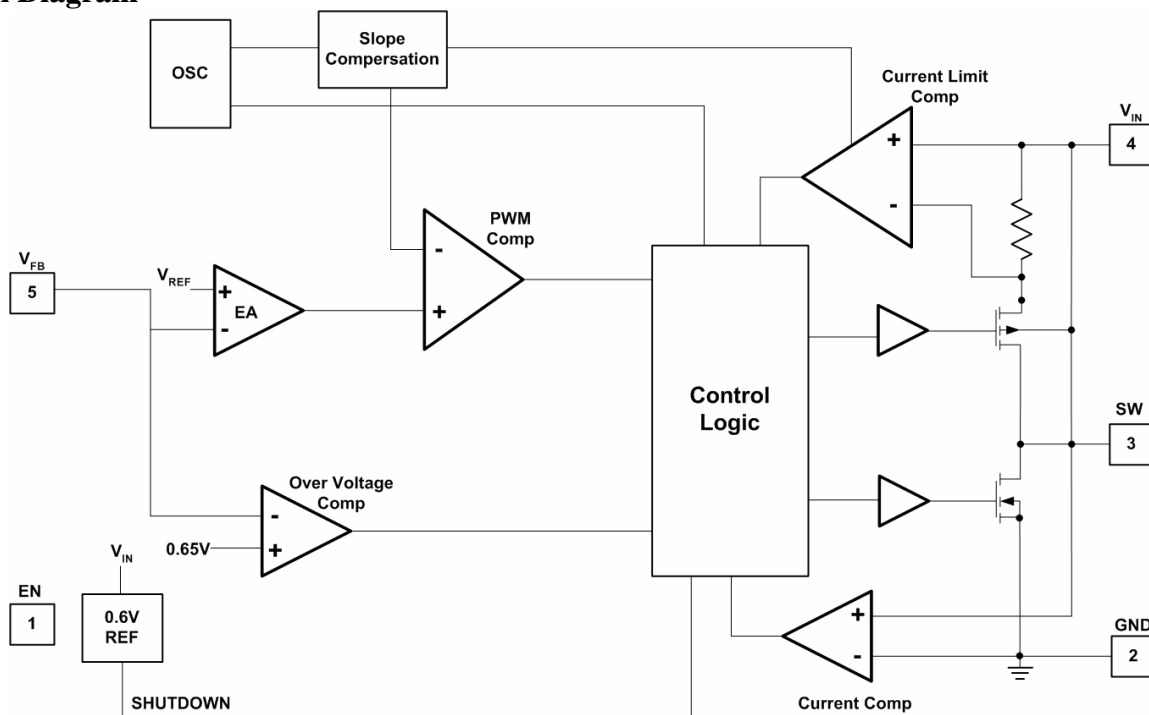 Diagram
OSC
Slope
Compersation
Current Limit
Comp
+
-
V_IN
4
PWM
Comp
-
+
V_FB
5
V_REF
+
EA
-
Control
Logic
SW
3
Over Voltage
Comp
-
0.65V
+
V_IN
EN
1
0.6V
REF
+
-
GND
2
SHUTDOWN
Current Comp